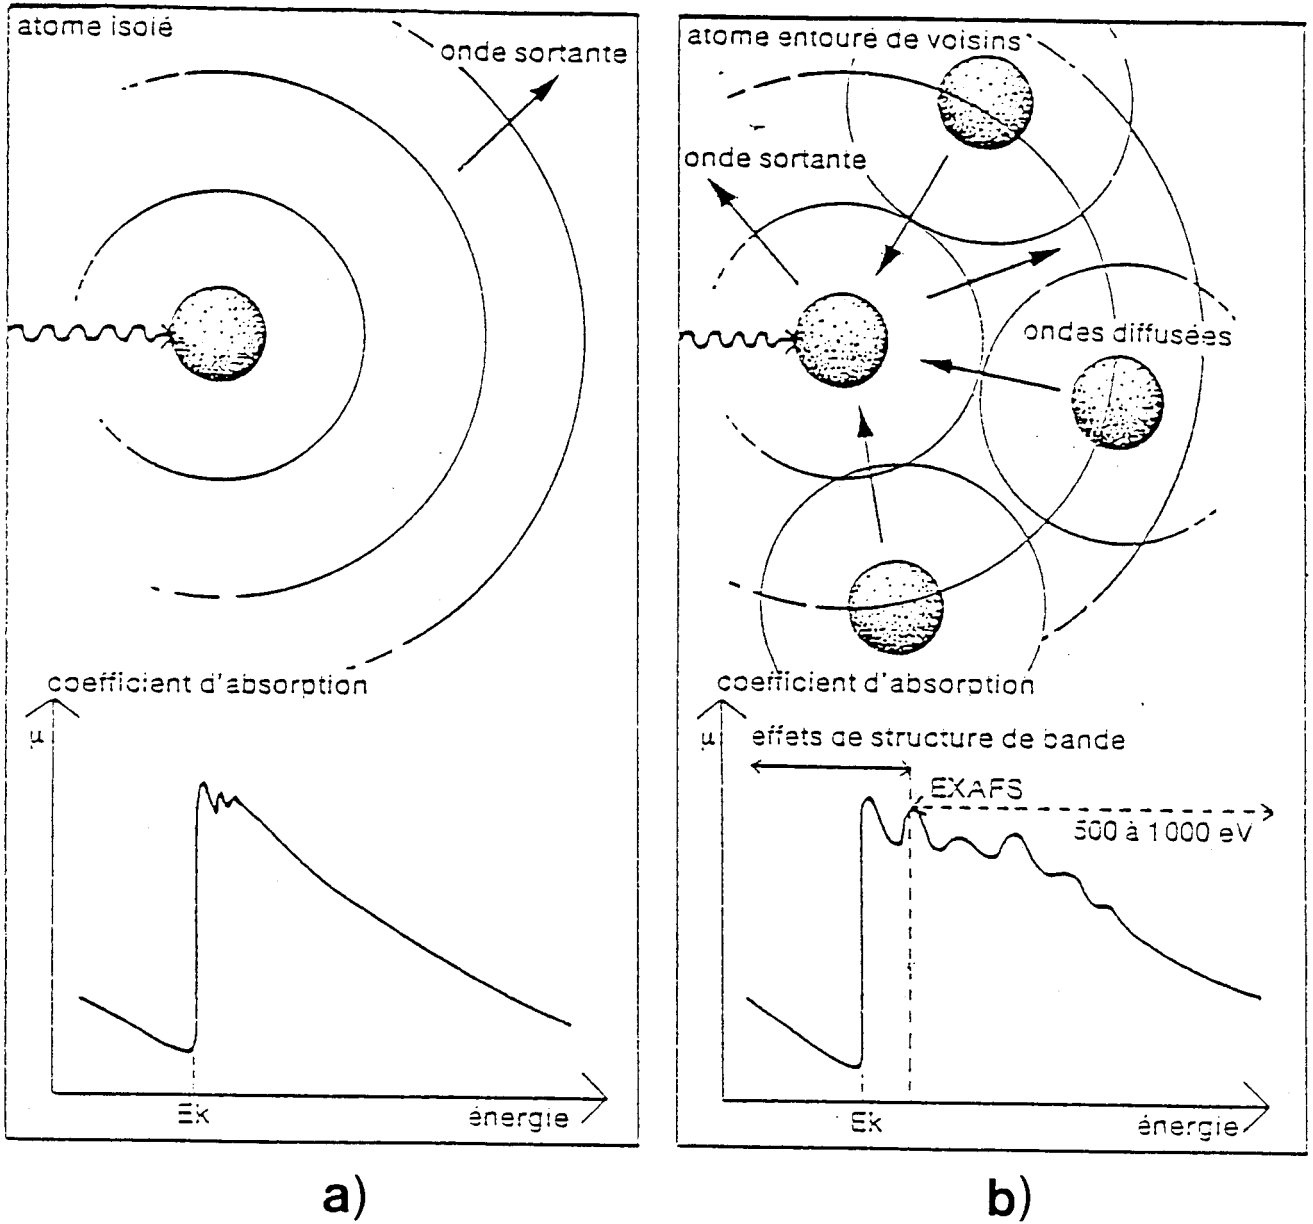 atome isolé
onde sortante
coefficient d'absorption
μ
Ek
énergie
a)
atome entouré de voisins
onde sortante
ondes diffusées
coefficient d'absorption
μ
effets de structure de bande
EXAFS
500 à 1000 eV
Ek
énergie
b)